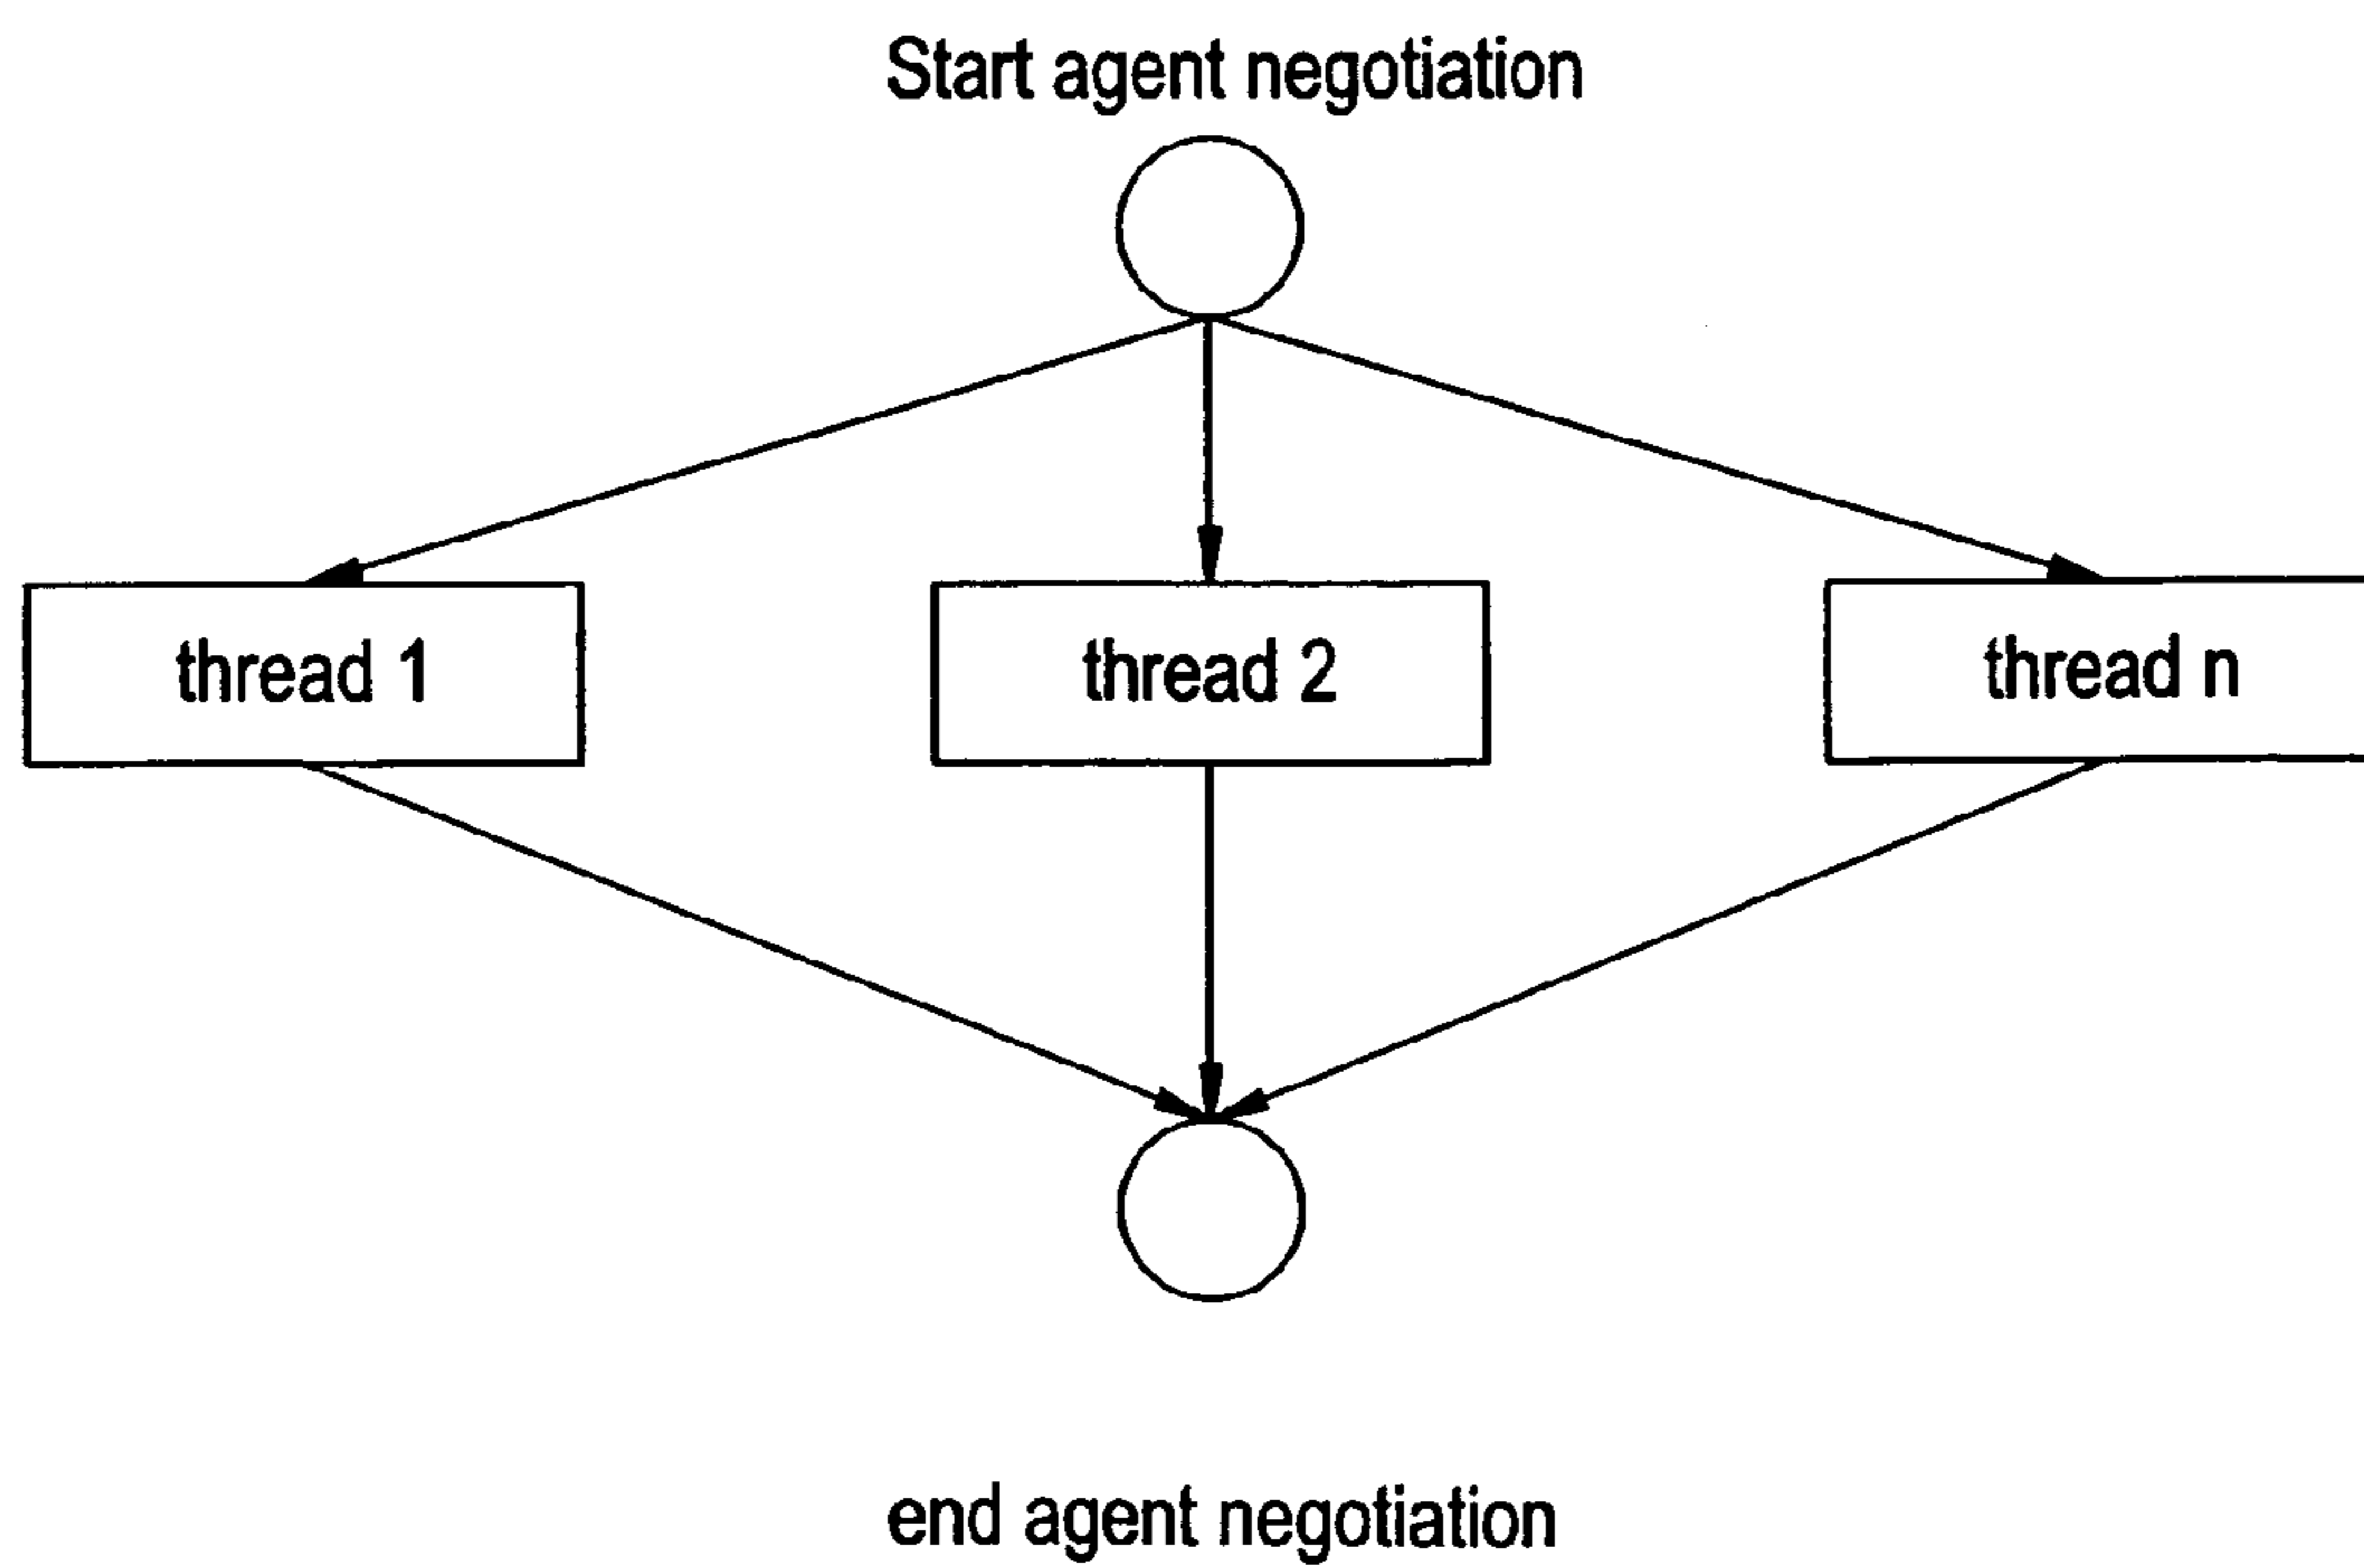 Start agent negotiation
thread 1
thread 2
thread n
end agent negotiation